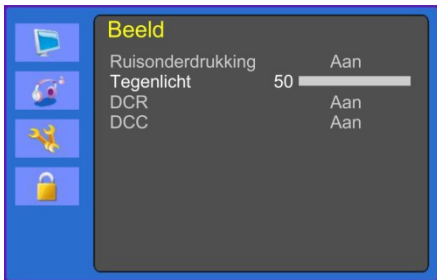 Beeld
Ruisonderdrukking Aan
Tegenlicht 50
DCR Aan
DCC Aan